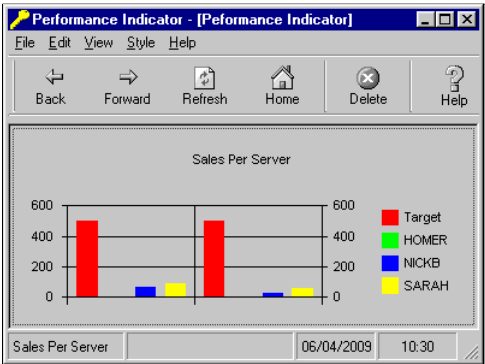 Performance Indicator - [Peformance Indicator]
File Edit View Style Help
Back Forward Refresh Home Delete Help
Sales Per Server
600 600
400 400
200 200
0 0
Target
HOMER
NICKB
SARAH
Sales Per Server 06/04/2009 10:30